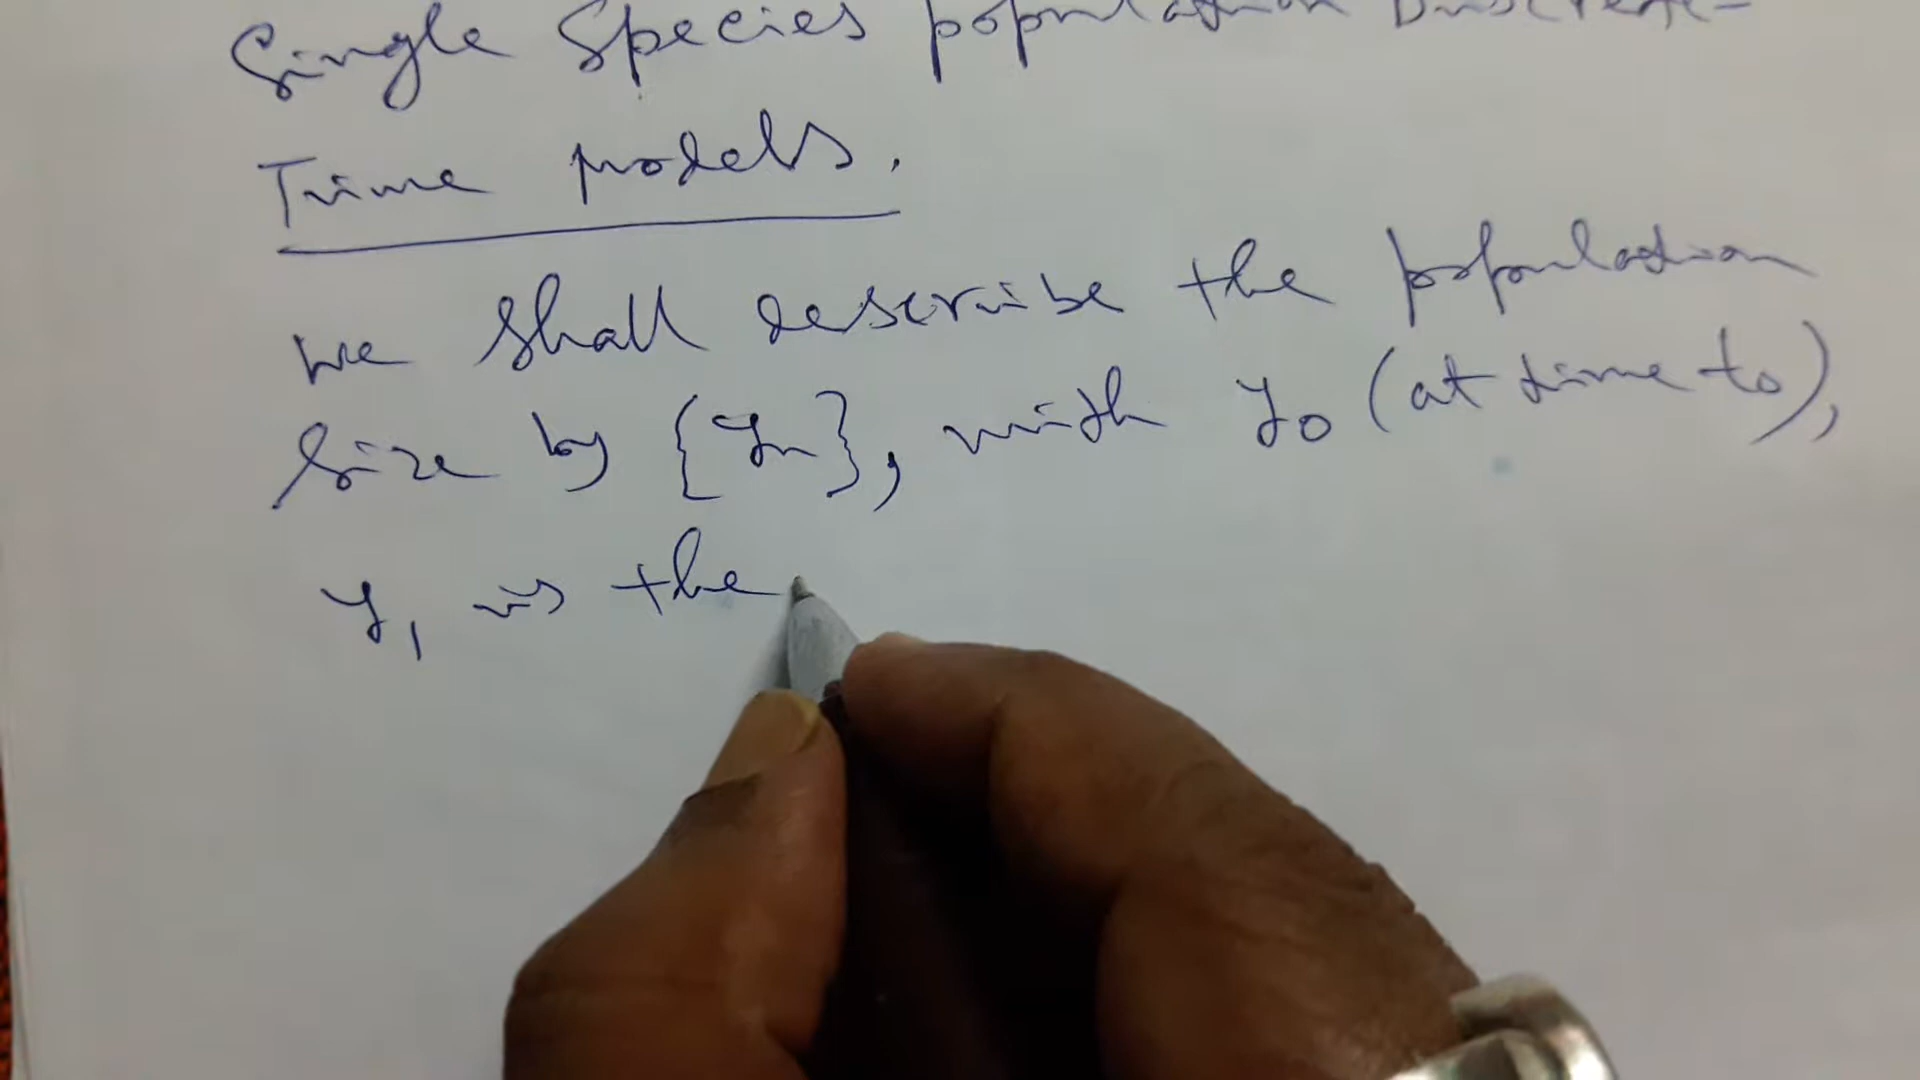 Single Species population Discrete-
Time models.
we shall describe the population
size by {yn}, with y0 (at time t0),
y1 is the